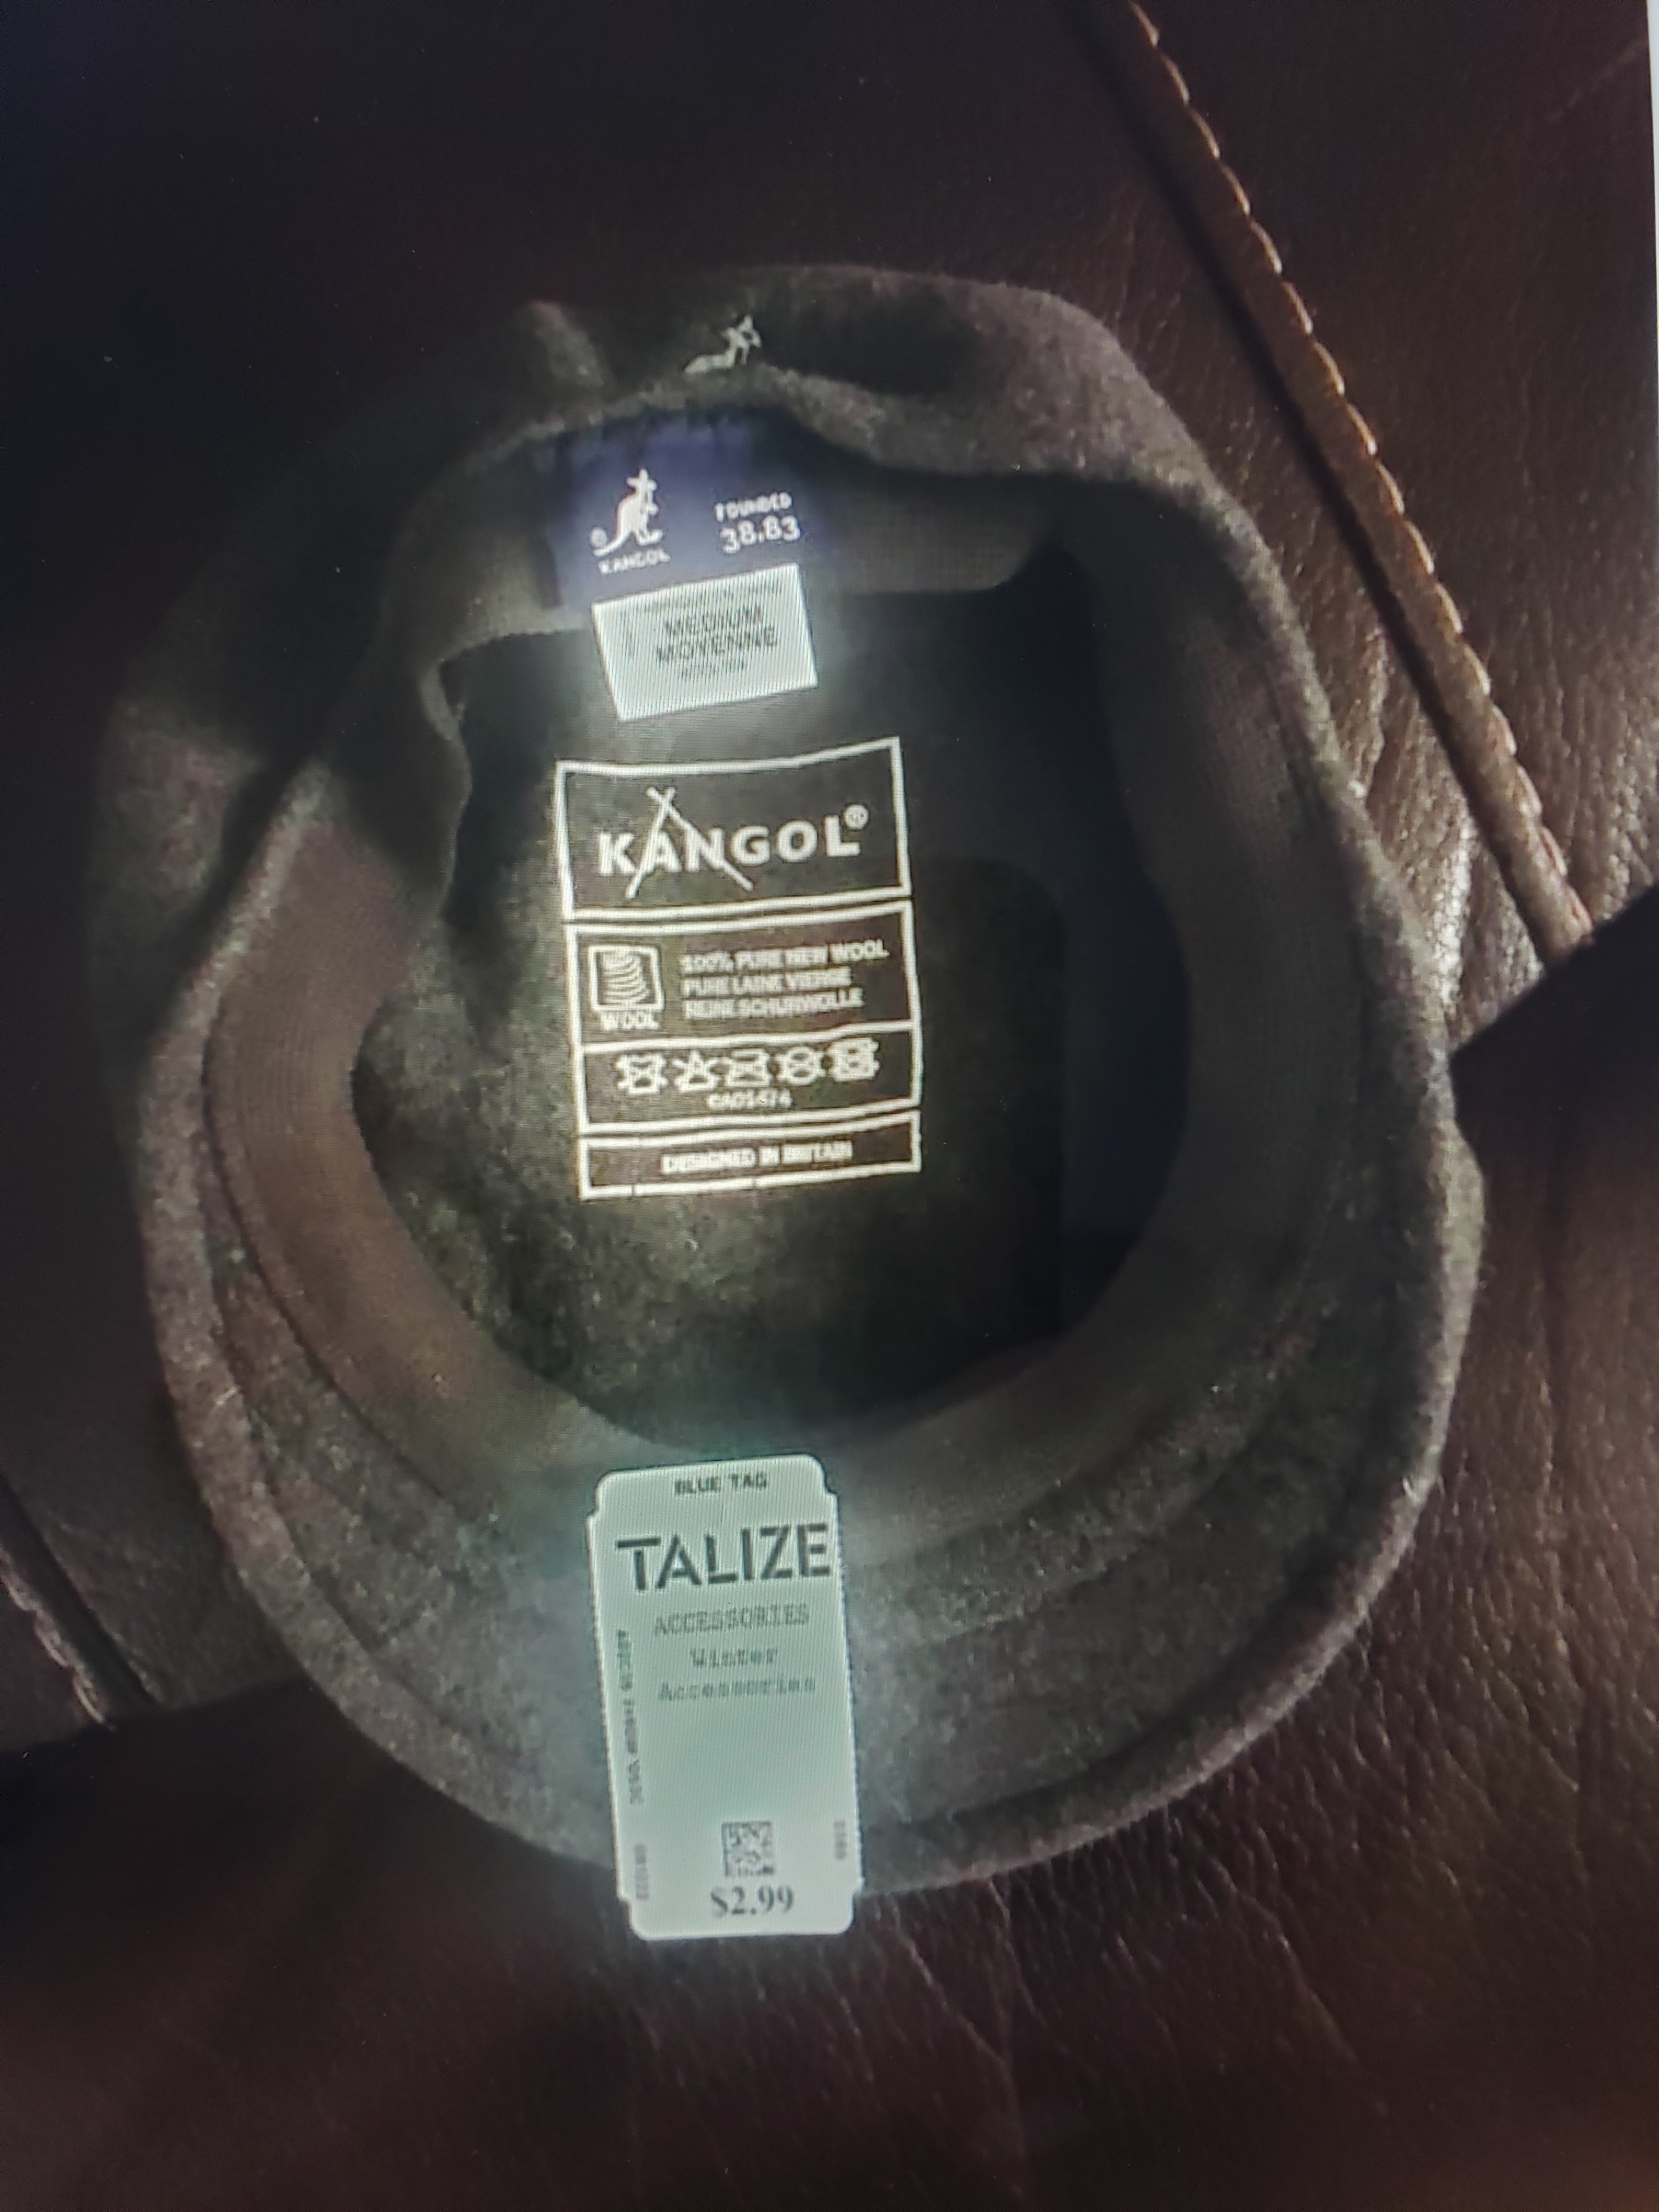 FOUNDED
38.83
KANGOL
MEDIUM
MOYENNE
KANGOL®
100% PURE NEW WOOL
PURE LAINE VIERGE
REINE SCHURWOLLE
WOOL
DESIGNED IN BRITAIN
BLUE TAG
TALIZE
ACCESSORIES
Winter
Accessories
$2.99